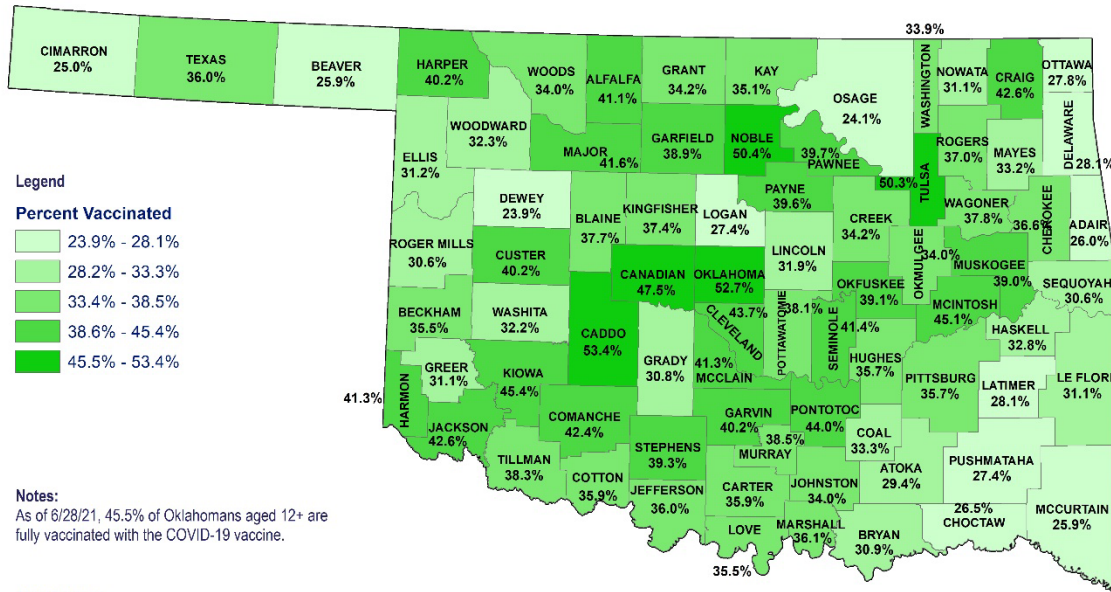 33.9%
CIMARRON
25.0%
TEXAS
36.0%
BEAVER
25.9%
HARPER
40.2%
WOODS
34.0%
ALFALFA
41.1%
GRANT
34.2%
KAY
35.1%
OSAGE
24.1%
WASHINGTON
NOWATA
31.1%
CRAIG
42.6%
OTTAWA
27.8%
DELAWARE
28.1%
WOODWARD
32.3%
ELLIS
31.2%
MAJOR
41.6%
GARFIELD
38.9%
NOBLE
50.4%
39.7%
PAWNEE
50.3%
TULSA
ROGERS
37.0%
MAYES
33.2%
Legend
Percent Vaccinated
23.9% - 28.1%
28.2% - 33.3%
33.4% - 38.5%
38.6% - 45.4%
45.5% - 53.4%
DEWEY
23.9%
BLAINE
37.7%
KINGFISHER
37.4%
LOGAN
27.4%
PAYNE
39.6%
CREEK
34.2%
WAGONER
37.8%
36.6%
CHEROKEE
ADAIR
26.0%
ROGER MILLS
30.6%
CUSTER
40.2%
CANADIAN
47.5%
OKLAHOMA
52.7%
LINCOLN
31.9%
OKMULGEE
34.0%
MUSKOGEE
39.0%
SEQUOYAH
30.6%
OKFUSKEE
39.1%
MCINTOSH
45.1%
BECKHAM
35.5%
WASHITA
32.2%
CADDO
53.4%
GRADY
30.8%
43.7%
CLEVELAND
41.3%
MCCLAIN
38.1%
POTTAWATOMIE
SEMINOLE
41.4%
HUGHES
35.7%
HASKELL
32.8%
PITTSBURG
35.7%
LATIMER
28.1%
LE FLORE
31.1%
GREER
31.1%
KIOWA
45.4%
41.3%
HARMON
JACKSON
42.6%
COMANCHE
42.4%
GARVIN
40.2%
PONTOTOC
44.0%
COAL
33.3%
TILLMAN
38.3%
COTTON
35.9%
STEPHENS
39.3%
38.5%
MURRAY
ATOKA
29.4%
PUSHMATAHA
27.4%
JEFFERSON
36.0%
CARTER
35.9%
JOHNSTON
34.0%
26.5%
CHOCTAW
MCCURTAIN
25.9%
LOVE
35.5%
MARSHALL
36.1%
BRYAN
30.9%
Notes:
As of 6/28/21, 45.5% of Oklahomans aged 12+ are
fully vaccinated with the COVID-19 vaccine.